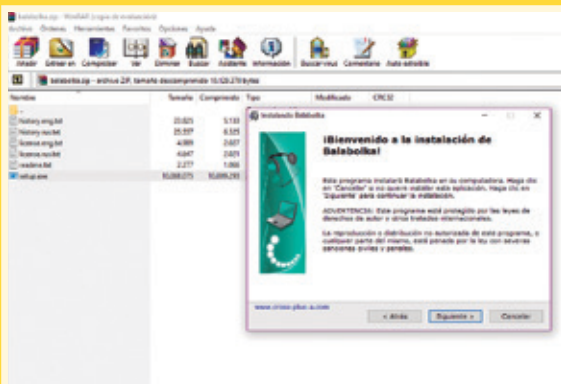 balabolka.zip - WinRAR (copia de evaluación)
Archivo Órdenes Herramientas Favoritos Opciones Ayuda
Añadir Extraer en Comprobar Ver Eliminar Buscar Asistente Información Buscar virus Comentario Auto extraíble
balabolka.zip - archivo ZIP, tamaño descomprimido
Nombre Tamaño Comprimido Tipo Modificado CRC32
..
history eng.txt
history rus.txt
license eng.txt
license rus.txt
readme.txt
setup.exe
Instalando Balabolka
¡Bienvenido a la instalación de
Balabolka!
Este programa instalará Balabolka en su computadora. Haga clic
en 'Cancelar' si no quiere instalar esta aplicación. Haga clic en
'Siguiente' para continuar la instalación.
ADVERTENCIA: Este programa está protegido por las leyes de
derechos de autor y otros tratados internacionales.
La reproducción o distribución no autorizada de este programa, o
cualquier parte del mismo, está penada por la ley con severas
sanciones civiles y penales.
www.cross-plus-a.com
< Atrás Siguiente > Cancelar